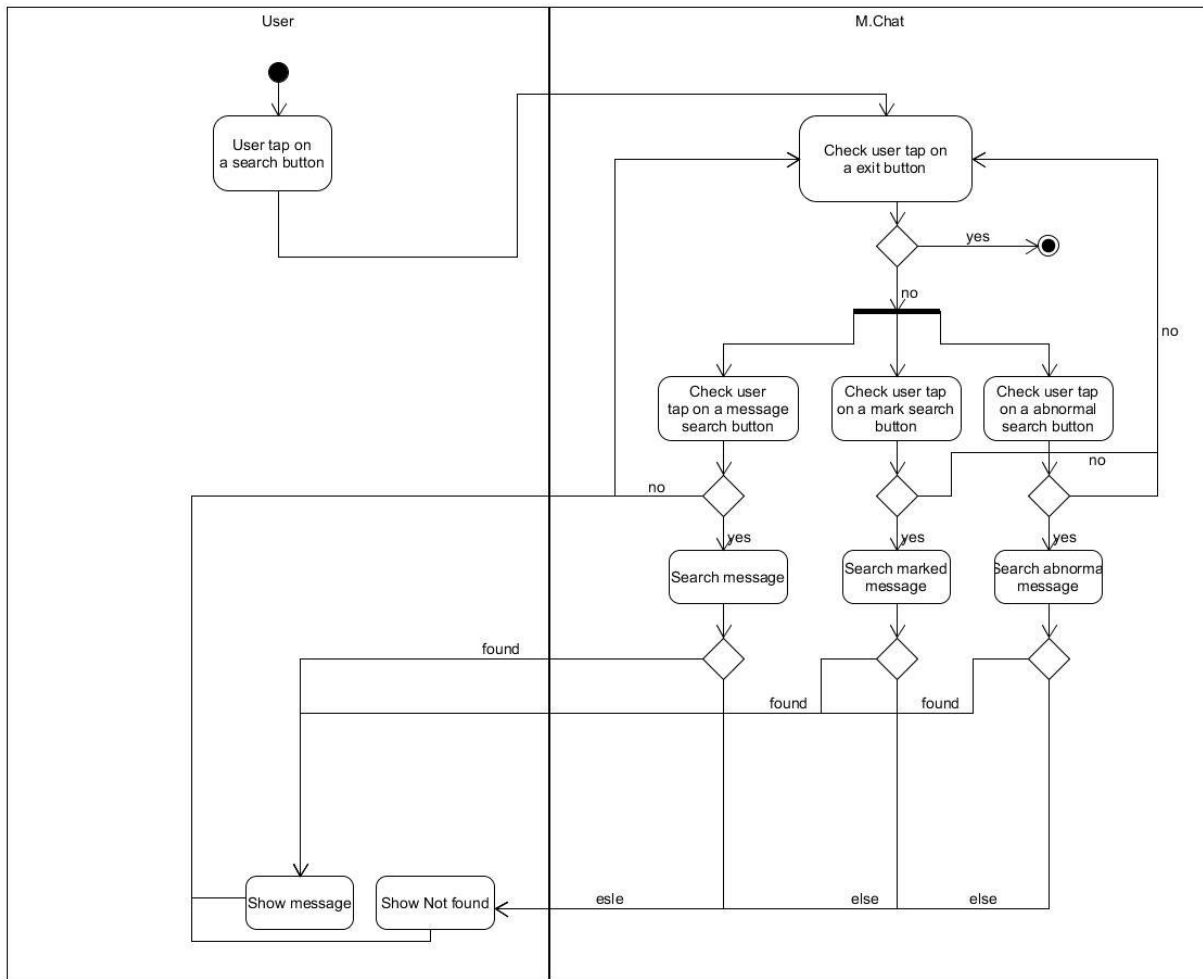 User
M.Chat
User tap on
a search button
Check user tap on
a exit button
yes
no
no
Check user
tap on a message
search button
Check user tap
on a mark search
button
Check user tap
on a abnormal
search button
no
no
yes
yes
yes
Search message
Search marked
message
Search abnorma
message
found
found
found
Show message
Show Not found
esle
else
else